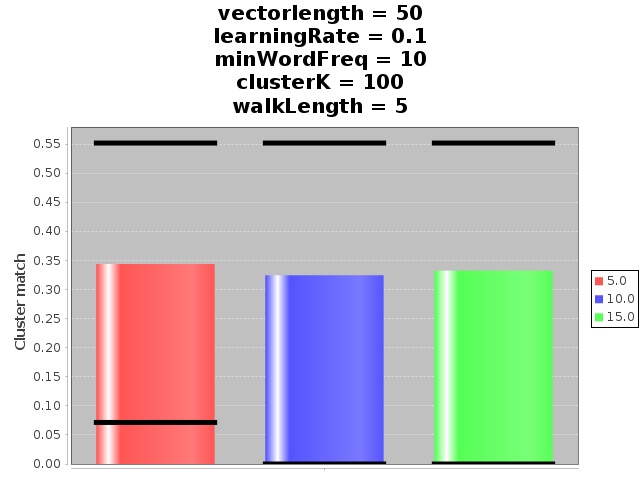 vectorlength = 50
learningRate = 0.1
minWordFreq = 10
clusterK = 100
walkLength = 5
Cluster match
0.55
0.50
0.45
0.40
0.35
0.30
0.25
0.20
0.15
0.10
0.05
0.00
5.0
10.0
15.0